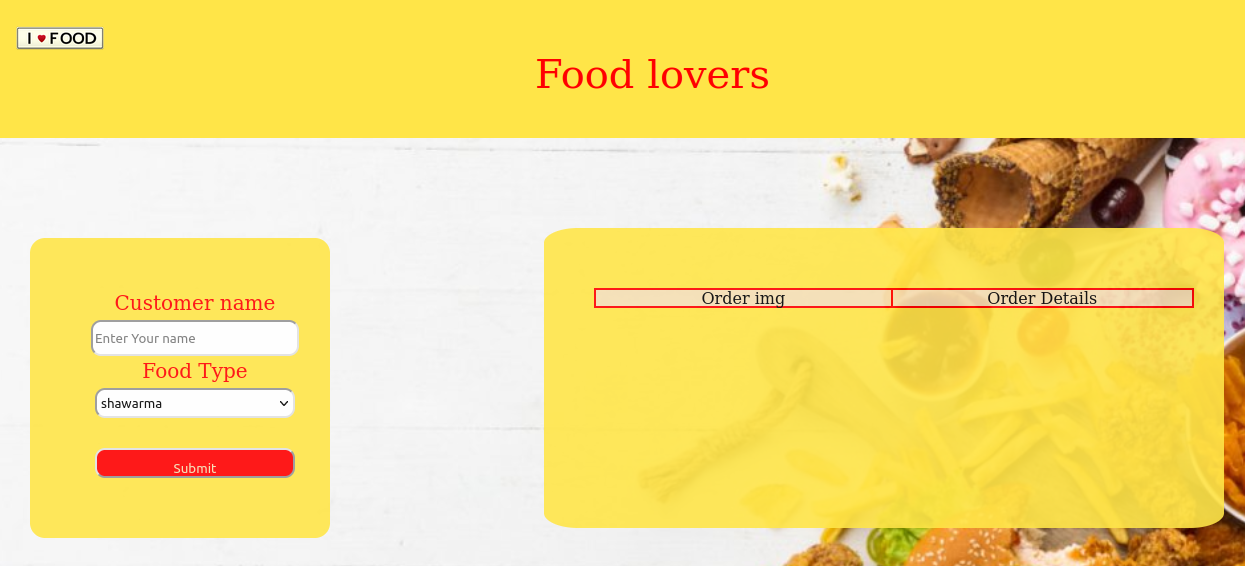 I ♥ FOOD
Food lovers
Customer name
Enter Your name
Food Type
shawarma
Submit
Order img
Order Details